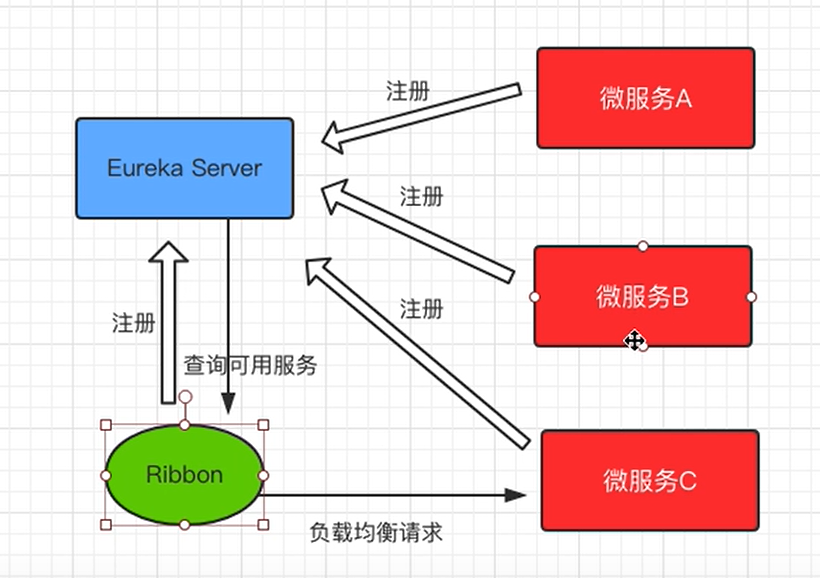 注册
微服务A
Eureka Server
注册
微服务B
注册
注册
查询可用服务
Ribbon
微服务C
负载均衡请求